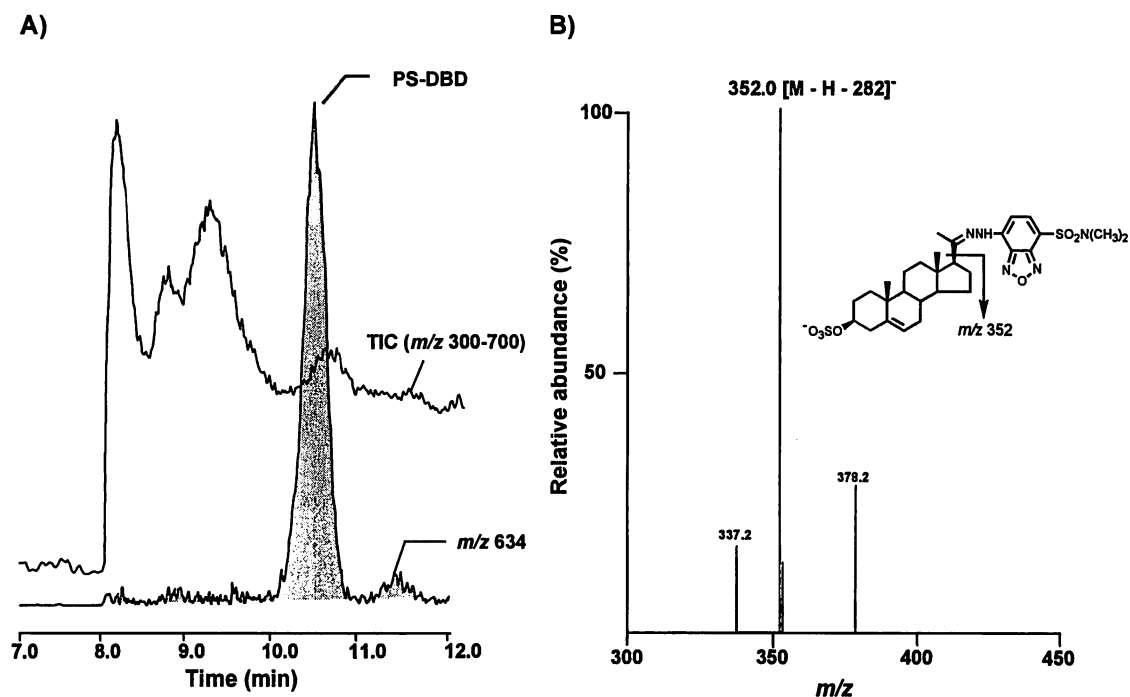 A)
PS-DBD
TIC (m/z 300-700)
m/z 634
7.0 8.0 9.0 10.0 11.0 12.0
Time (min)
B)
352.0 [M - H - 282]⁻
100
50
Relative abundance (%)
378.2
337.2
NNH
SO₂N(CH₃)₂
N N
O
⁻O₃SO
m/z 352
300 350 400 450
m/z